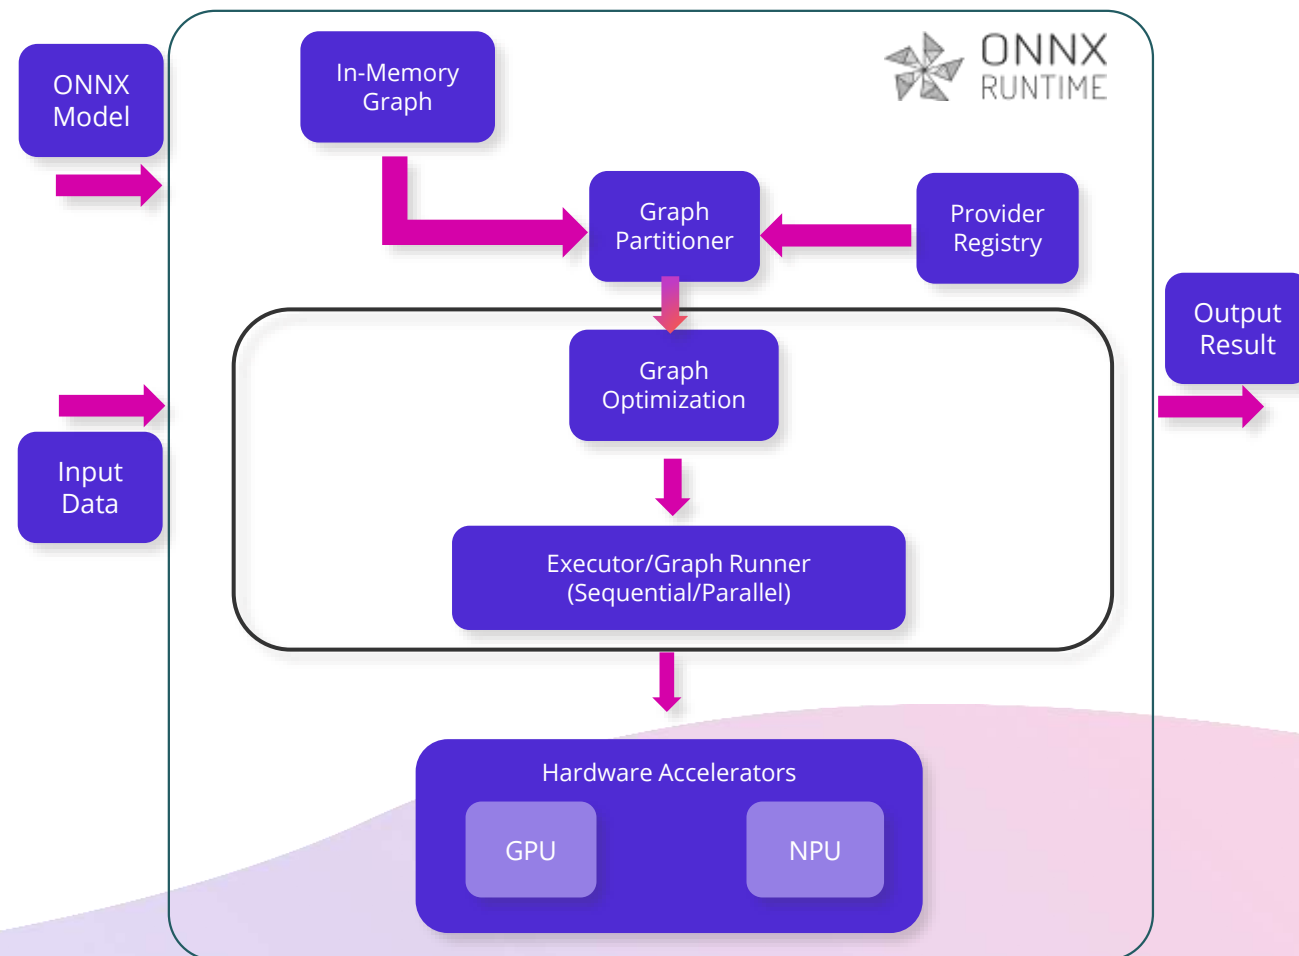 ONNX
Model
In-Memory
Graph
ONNX
RUNTIME
Graph
Partitioner
Provider
Registry
Output
Result
Graph
Optimization
Input
Data
Executor/Graph Runner
(Sequential/Parallel)
Hardware Accelerators
GPU
NPU